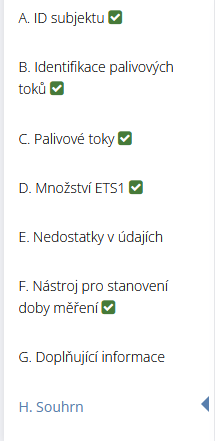 A. ID subjektu ✅
B. Identifikace palivových
toků ✅
C. Palivové toky ✅
D. Množství ETS1 ✅
E. Nedostatky v údajích
F. Nástroj pro stanovení
doby měření ✅
G. Doplňující informace
H. Souhrn